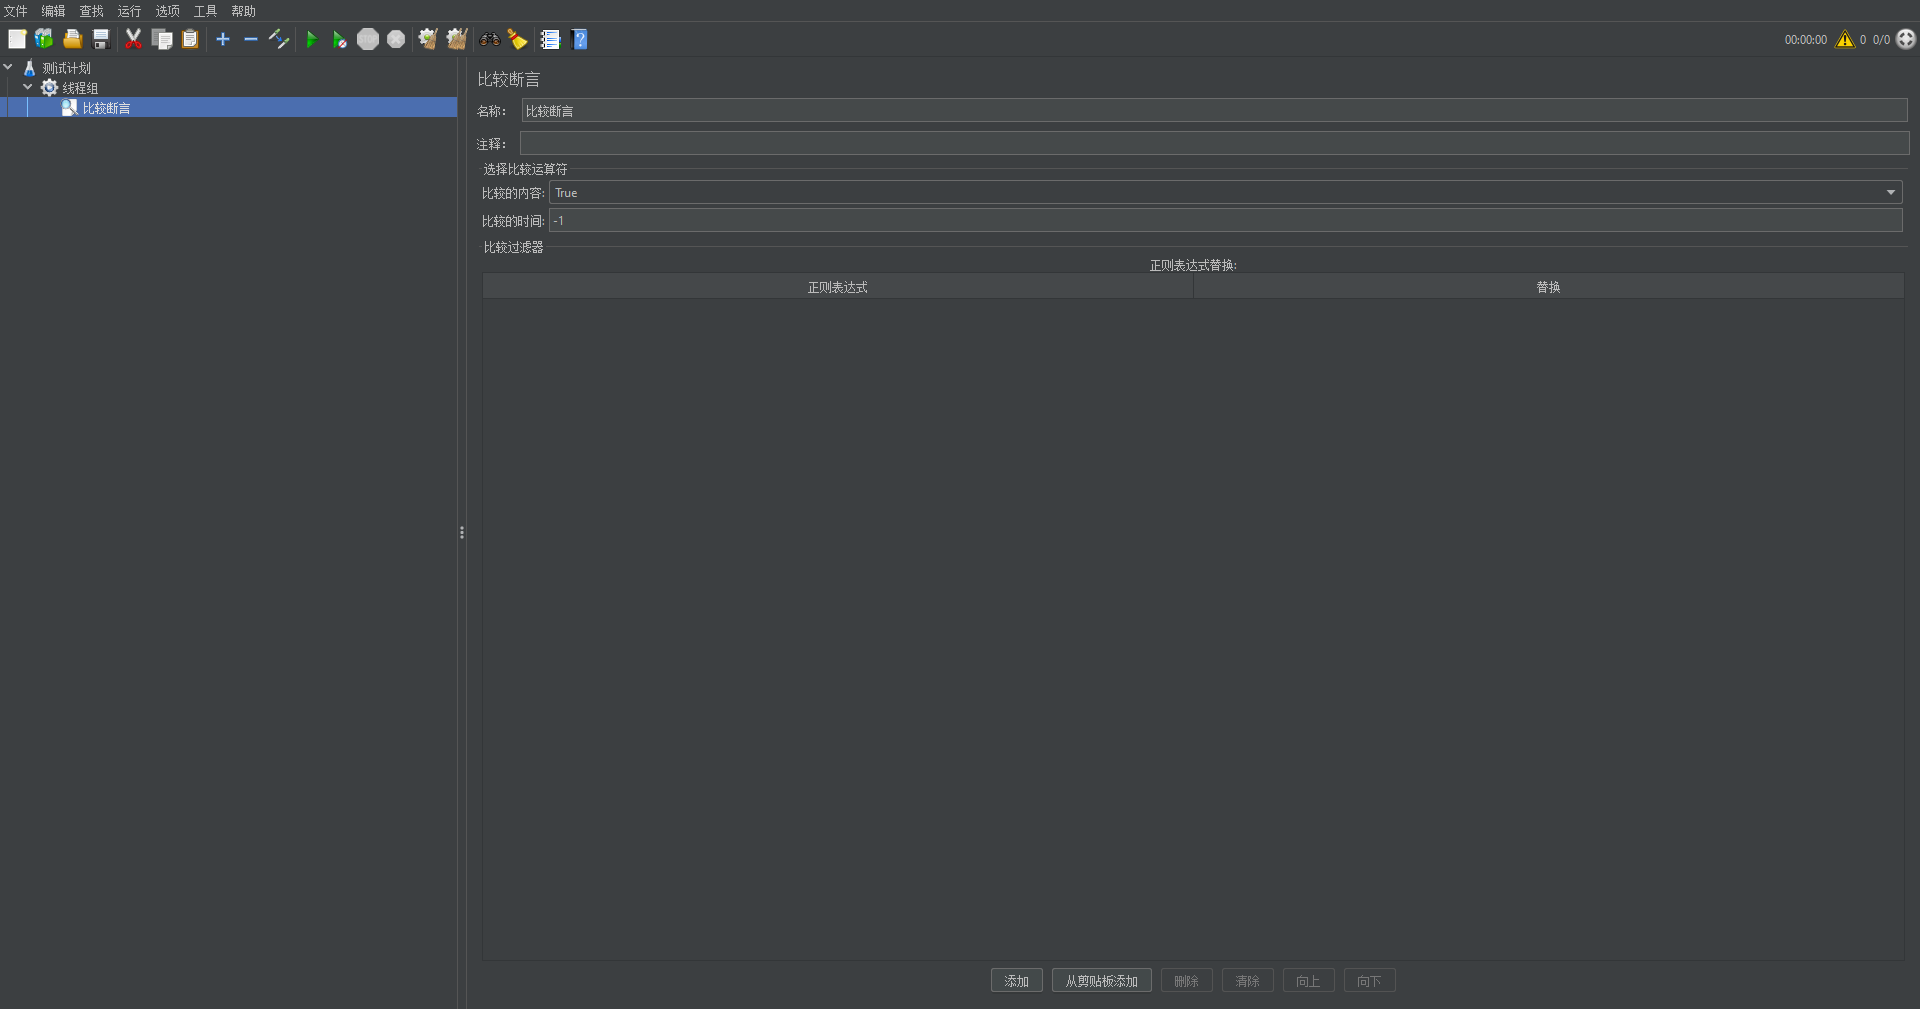 文件 编辑 查找 运行 选项 工具 帮助
00:00:00 0 0/0
测试计划
线程组
比较断言
比较断言
名称: 比较断言
注释:
选择比较运算符
比较的内容: True
比较的时间: -1
比较过滤器
正则表达式替换:
正则表达式 替换
添加 从剪贴板添加 删除 清除 向上 向下